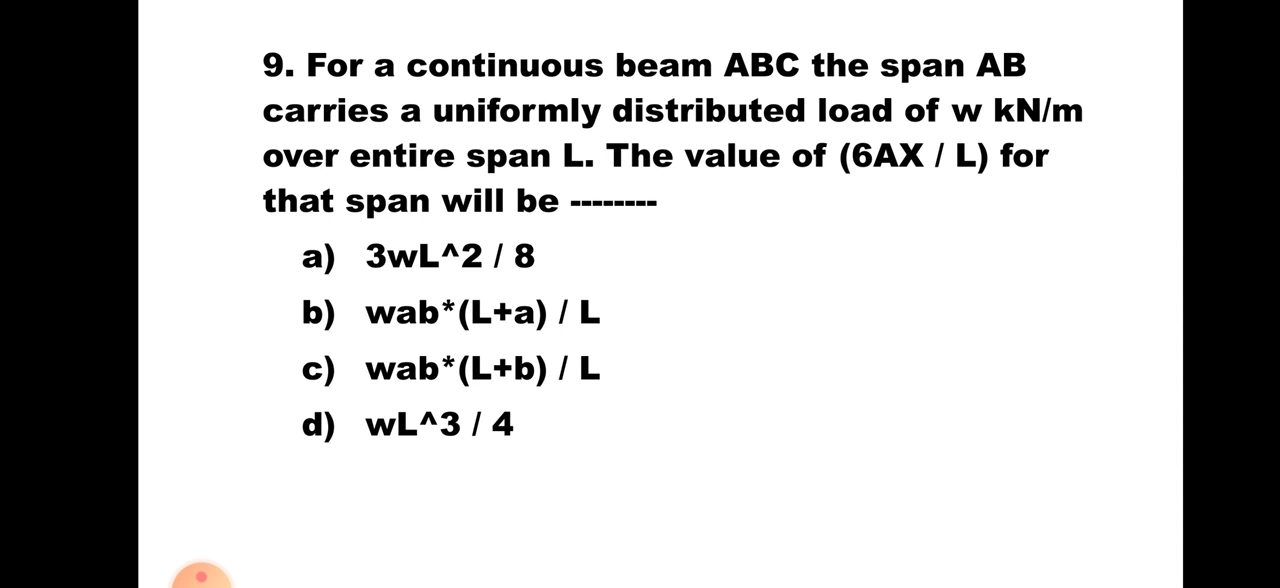 9. For a continuous beam ABC the span AB
carries a uniformly distributed load of w kN/m
over entire span L. The value of (6AX / L) for
that span will be --------
a) 3wL^2 / 8
b) wab*(L+a) / L
c) wab*(L+b) / L
d) wL^3 / 4